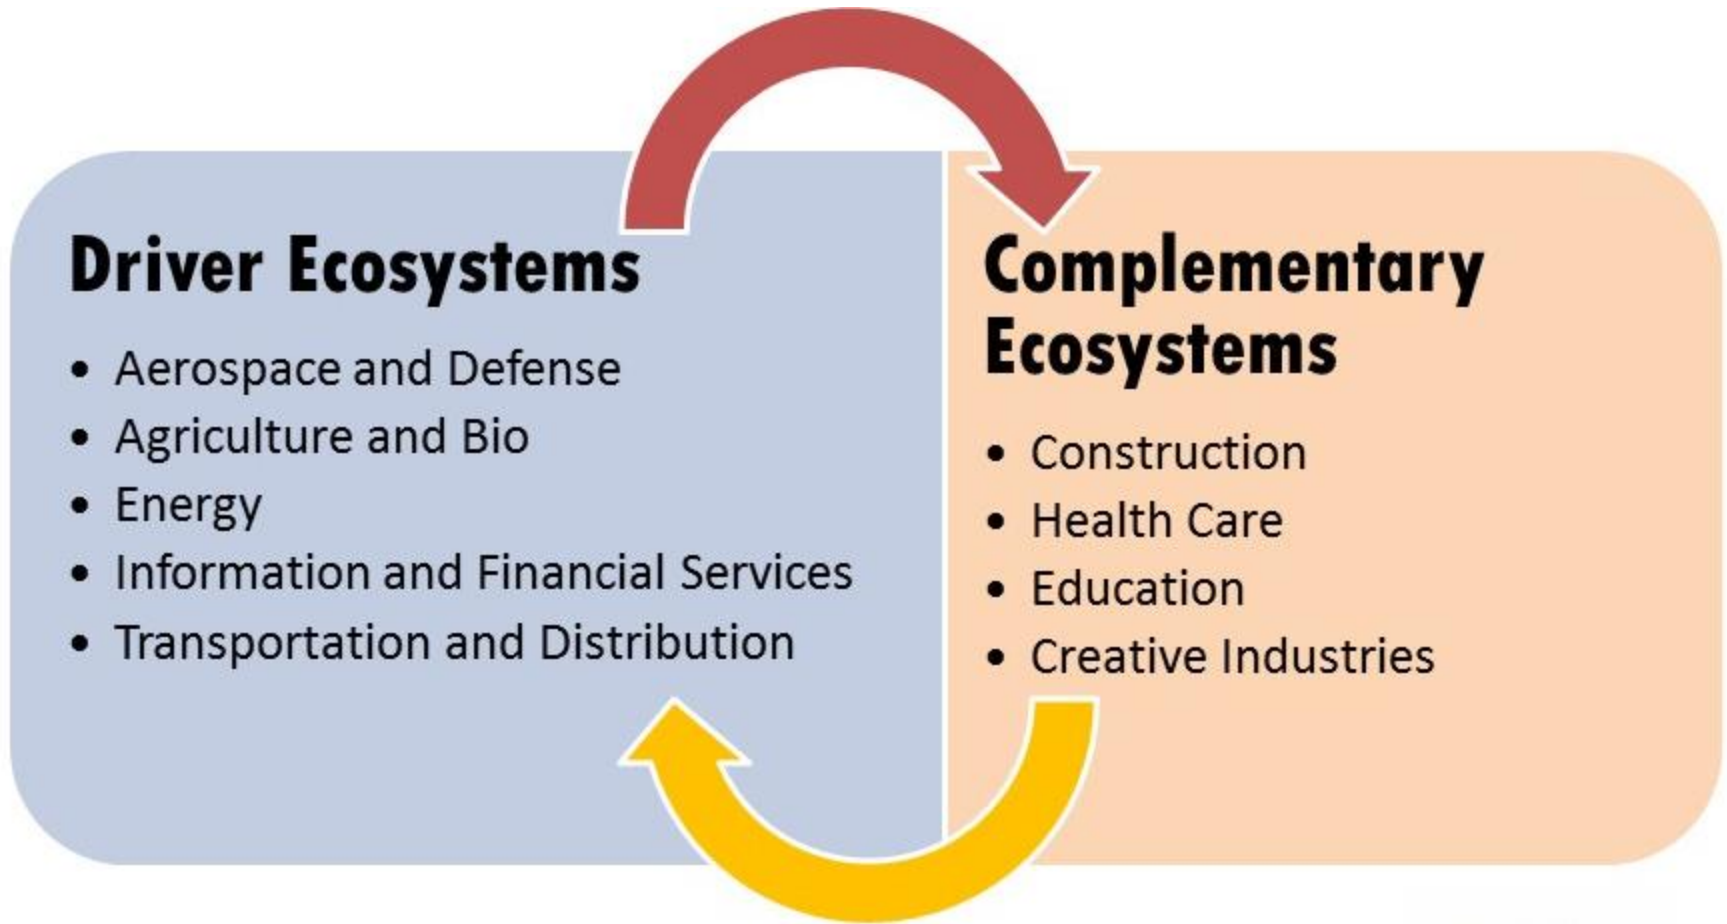 Driver Ecosystems
• Aerospace and Defense
• Agriculture and Bio
• Energy
• Information and Financial Services
• Transportation and Distribution
Complementary
Ecosystems
• Construction
• Health Care
• Education
• Creative Industries